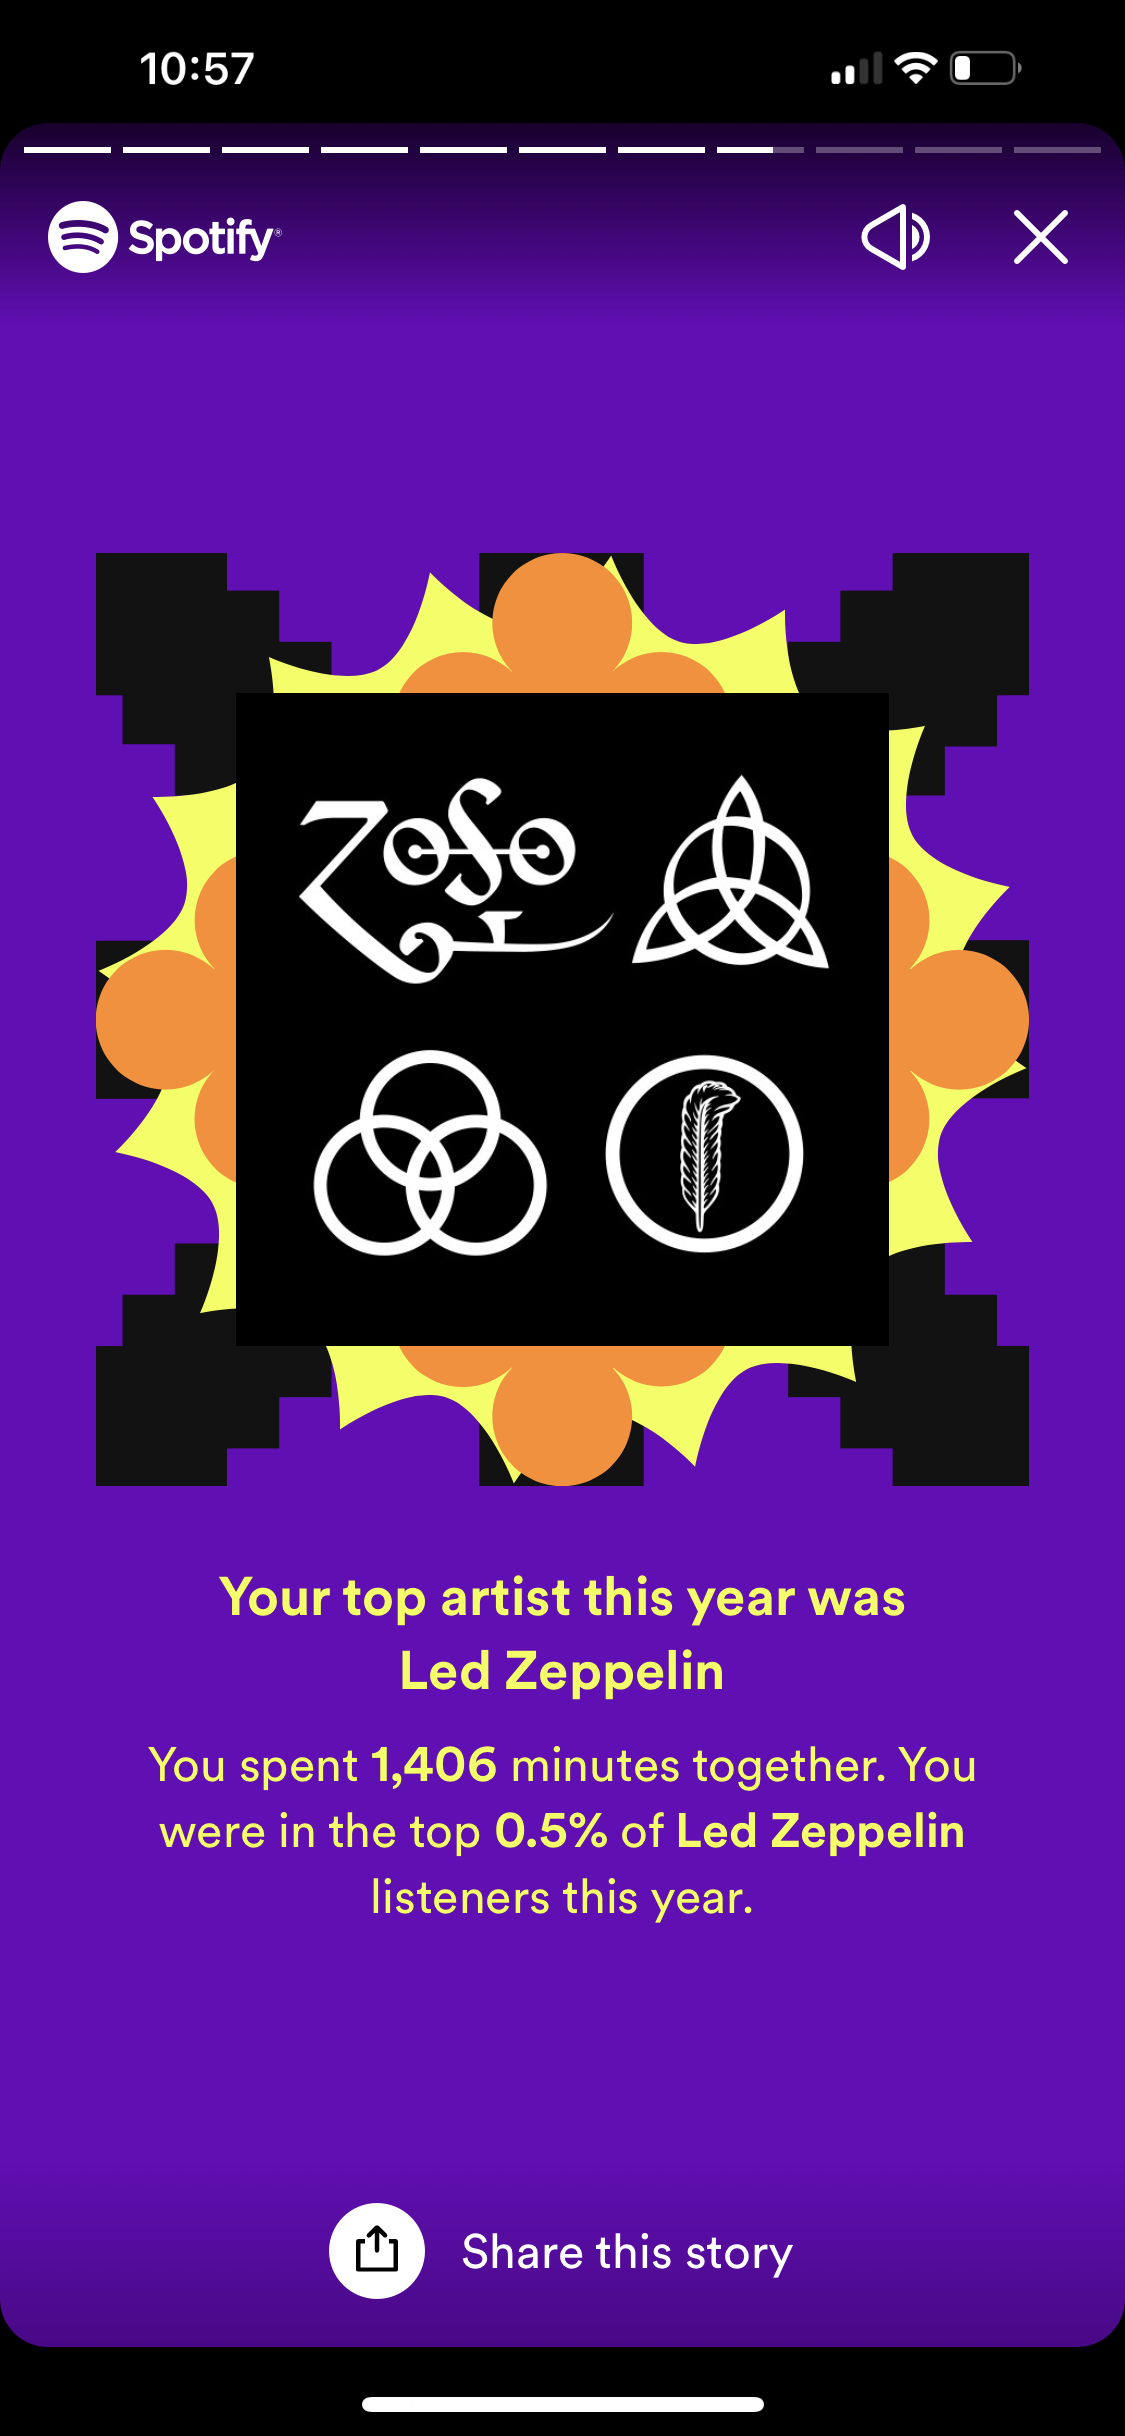 10:57
Spotify®
ZOSO
Your top artist this year was
Led Zeppelin
You spent 1,406 minutes together. You
were in the top 0.5% of Led Zeppelin
listeners this year.
Share this story